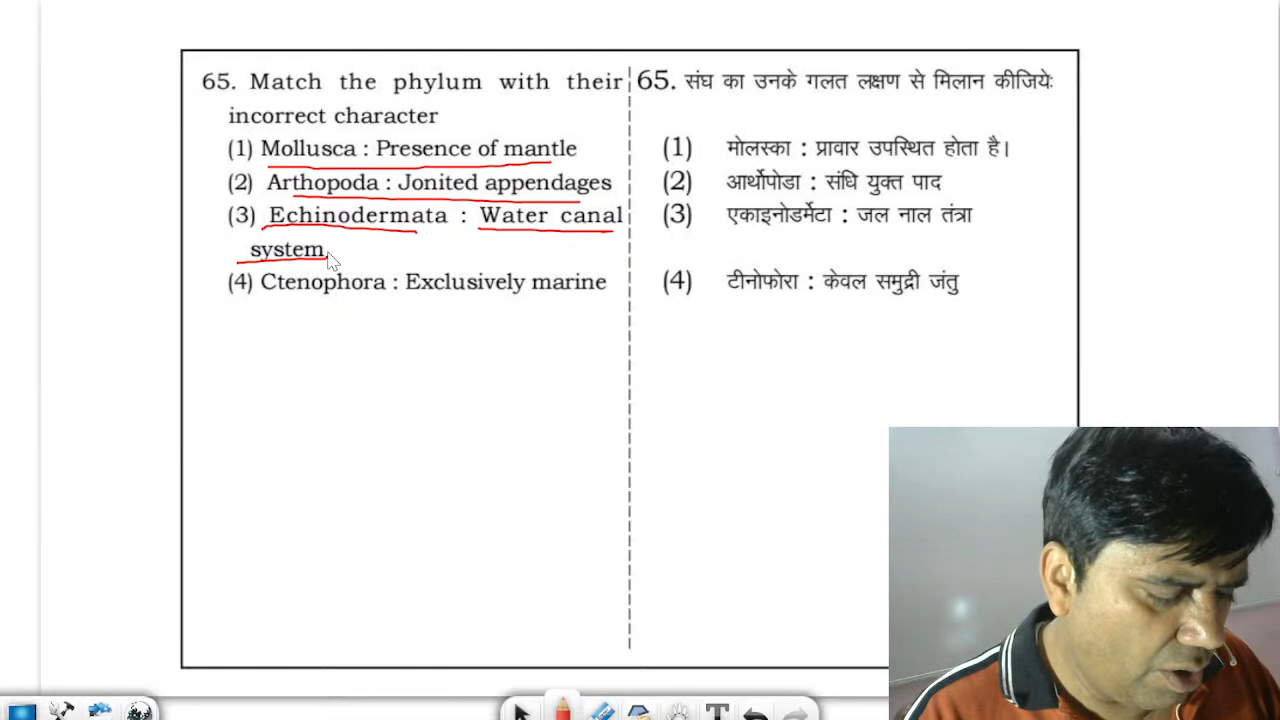 65. Match the phylum with their
incorrect character
(1) Mollusca : Presence of mantle
(2) Arthopoda : Jonited appendages
(3) Echinodermata : Water canal
system
(4) Ctenophora : Exclusively marine
65. संघ का उनके गलत लक्षण से मिलान कीजियेः
(1) मोलस्का : प्रावार उपस्थित होता है।
(2) आर्थोपोडा : संधि युक्त पाद
(3) एकाइनोडर्मेटा : जल नाल तंत्रा
(4) टीनोफोरा : केवल समुद्री जंतु